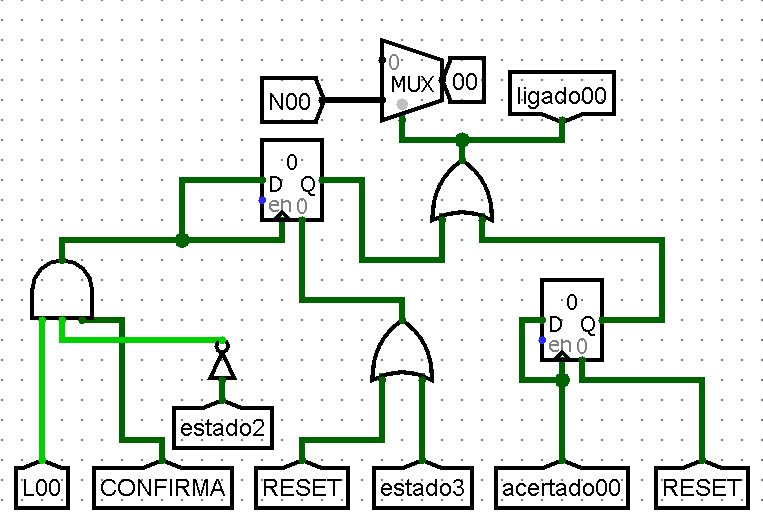 0
MUX
00
N00
ligado00
0
D
Q
en
0
0
D
Q
en
0
estado2
L00
CONFIRMA
RESET
estado3
acertado00
RESET